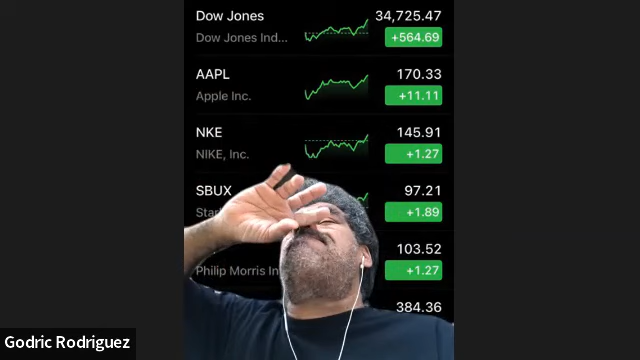 Dow Jones
34,725.47
Dow Jones Ind...
+564.69
AAPL
170.33
Apple Inc.
+11.11
NKE
145.91
NIKE, Inc.
+1.27
SBUX
97.21
+1.89
103.52
Philip Morris In
+1.27
384.36
Godric Rodriguez